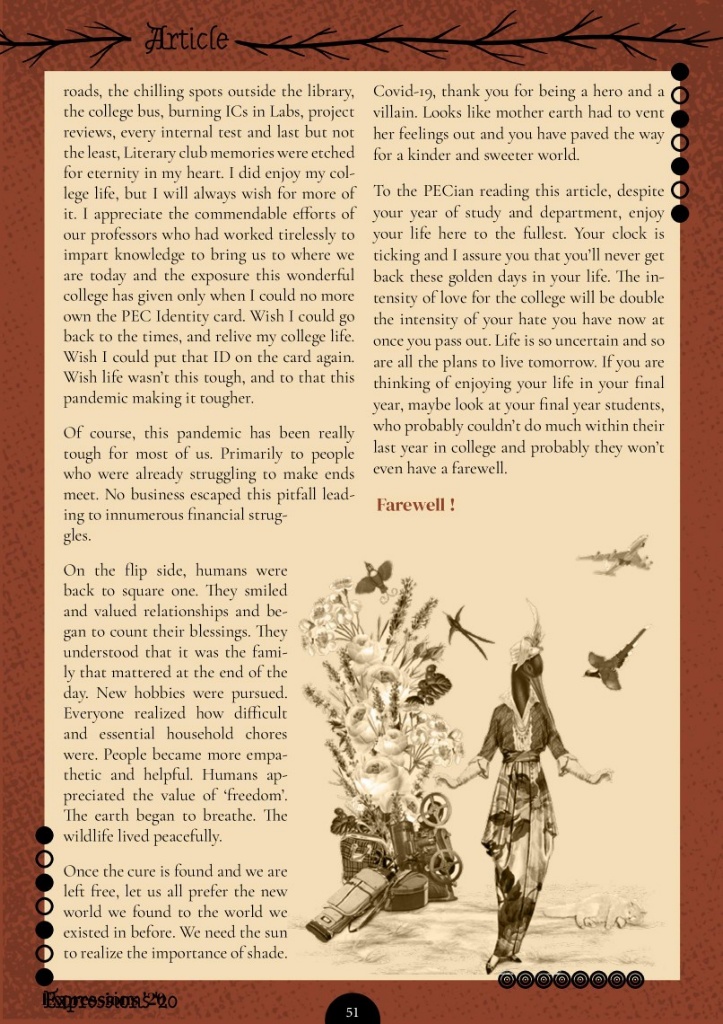 Article
roads, the chilling spots outside the library,
the college bus, burning ICs in Labs, project
reviews, every internal test and last but not
the least, Literary club memories were etched
for eternity in my heart. I did enjoy my col-
lege life, but I will always wish for more of
it. I appreciate the commendable efforts of
our professors who had worked tirelessly to
impart knowledge to bring us to where we
are today and the exposure this wonderful
college has given only when I could no more
own the PEC Identity card. Wish I could go
back to the times, and relive my college life.
Wish I could put that ID on the card again.
Wish life wasn't this tough, and to that this
pandemic making it tougher.
Of course, this pandemic has been really
tough for most of us. Primarily to people
who were already struggling to make ends
meet. No business escaped this pitfall lead-
ing to innumerous financial strug-
gles.
On the flip side, humans were
back to square one. They smiled
and valued relationships and be-
gan to count their blessings. They
understood that it was the fami-
ly that mattered at the end of the
day. New hobbies were pursued.
Everyone realized how difficult
and essential household chores
were. People became more empa-
thetic and helpful. Humans ap-
preciated the value of 'freedom'.
The earth began to breathe. The
wildlife lived peacefully.
Once the cure is found and we are
left free, let us all prefer the new
world we found to the world we
existed in before. We need the sun
to realize the importance of shade.
Covid-19, thank you for being a hero and a
villain. Looks like mother earth had to vent
her feelings out and you have paved the way
for a kinder and sweeter world.
To the PECian reading this article, despite
your year of study and department, enjoy
your life here to the fullest. Your clock is
ticking and I assure you that you'll never get
back these golden days in your life. The in-
tensity of love for the college will be double
the intensity of your hate you have now at
once you pass out. Life is so uncertain and so
are all the plans to live tomorrow. If you are
thinking of enjoying your life in your final
year, maybe look at your final year students,
who probably couldn't do much within their
last year in college and probably they won't
even have a farewell.
Farewell !
Expressions '20
51